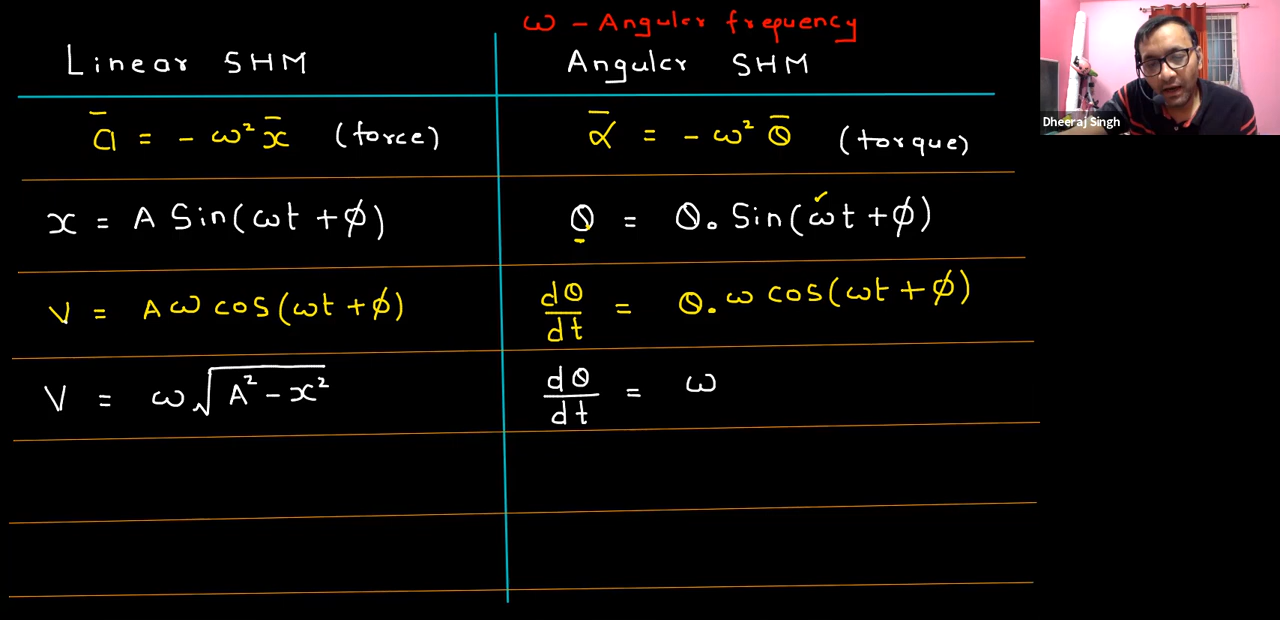 ω - Angular frequency
Linear SHM
Angular SHM
a̅ = - ω² x̅ (force)
α̅ = - ω² θ̅ (torque)
x = A Sin(ωt + ϕ)
θ = θ₀ Sin(ωt + ϕ)
V = Aω cos(ωt + ϕ)
dθ/dt = θ₀ ω cos(ωt + ϕ)
V = ω√(A² - x²)
dθ/dt = ω
Dheeraj Singh